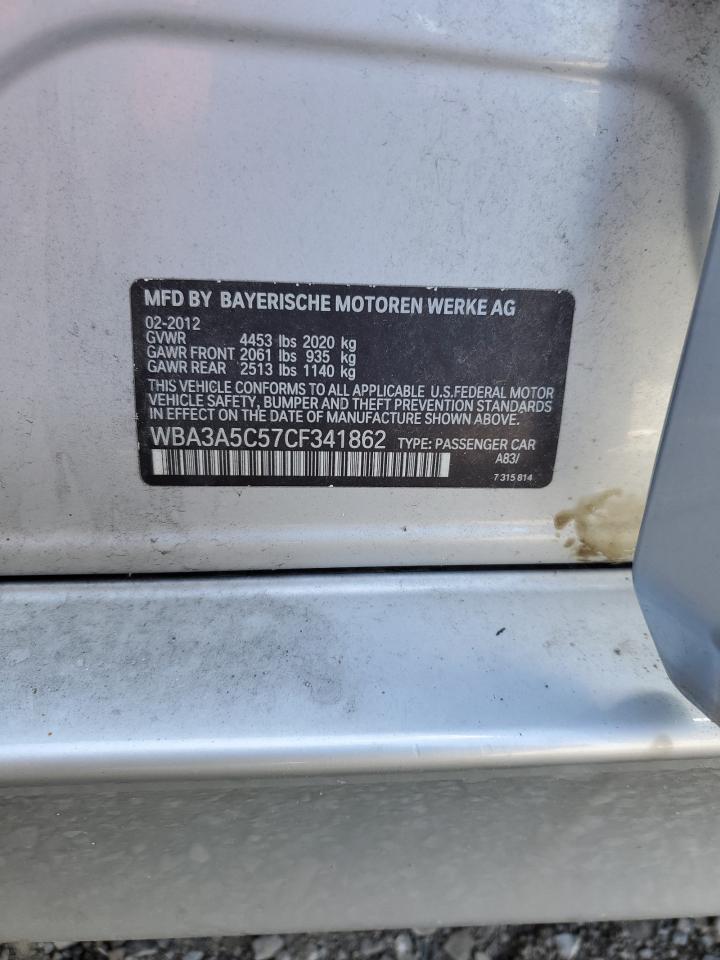 MFD BY BAYERISCHE MOTOREN WERKE AG
02-2012
GVWR 4453 lbs 2020 kg
GAWR FRONT 2061 lbs 935 kg
GAWR REAR 2513 lbs 1140 kg
THIS VEHICLE CONFORMS TO ALL APPLICABLE U.S.FEDERAL MOTOR
VEHICLE SAFETY, BUMPER AND THEFT PREVENTION STANDARDS
IN EFFECT ON THE DATE OF MANUFACTURE SHOWN ABOVE.
WBA3A5C57CF341862 TYPE: PASSENGER CAR
A83/
7 315 814